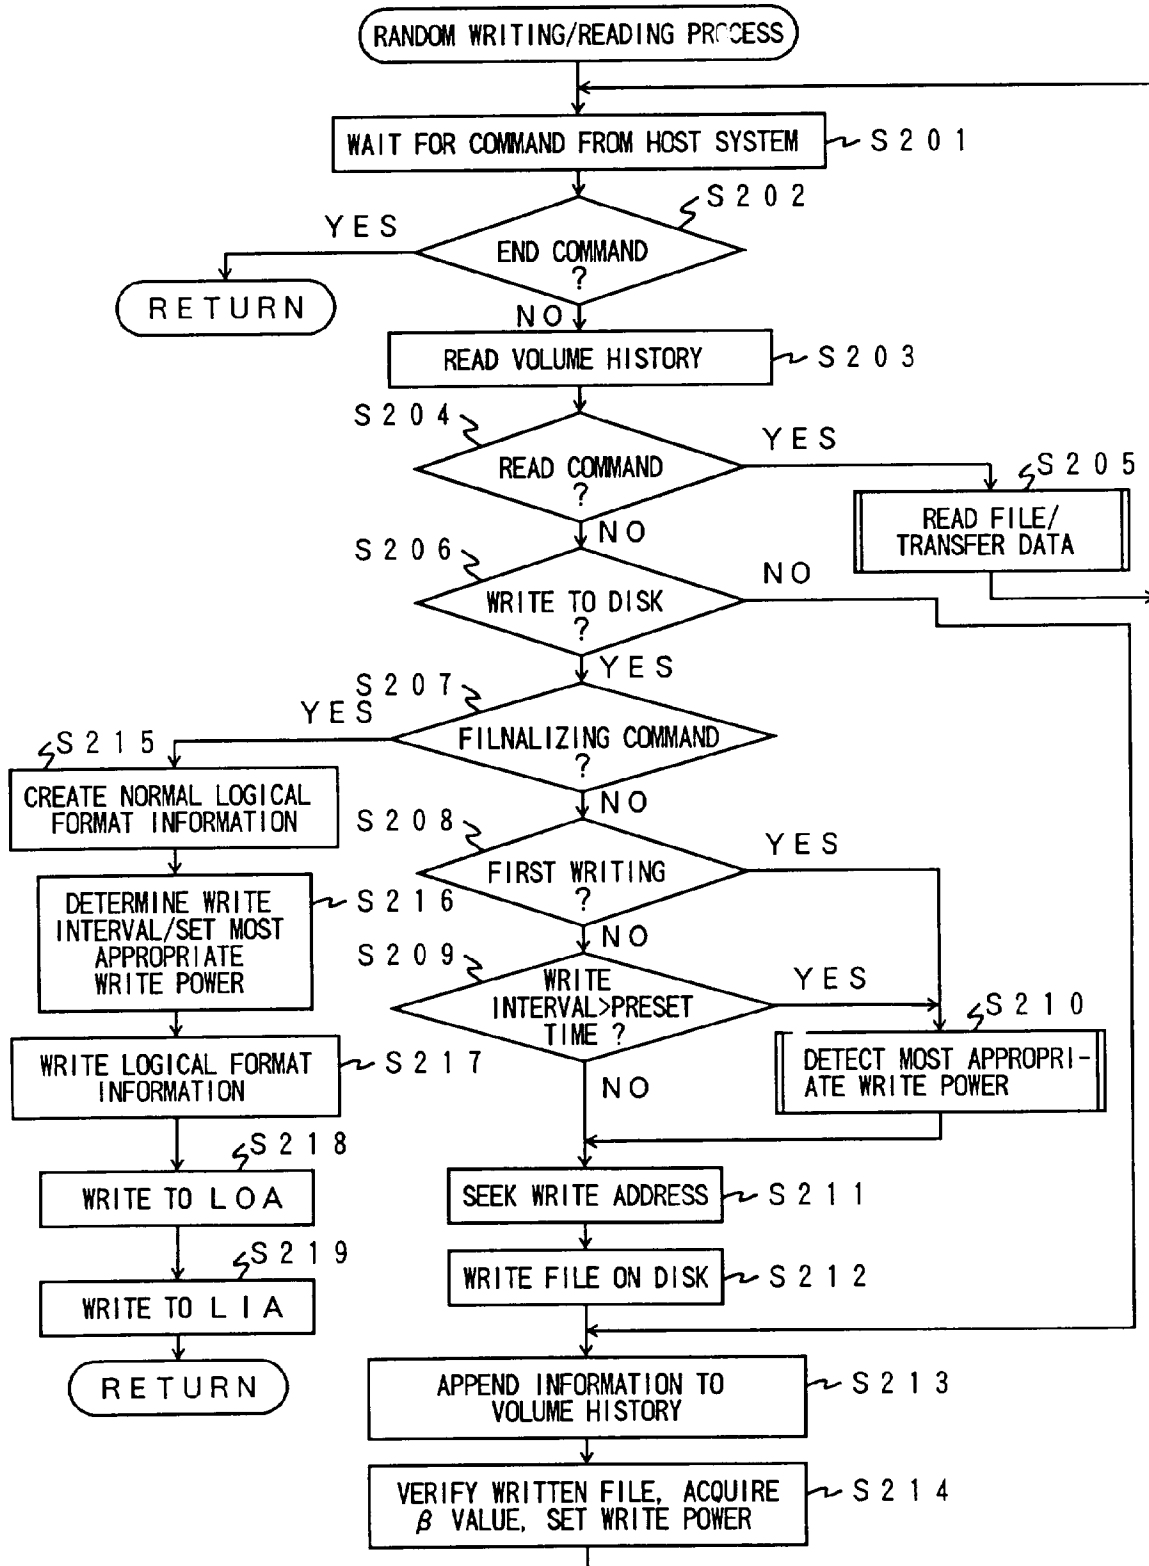 RANDOM WRITING/READING PROCESS
WAIT FOR COMMAND FROM HOST SYSTEM
S201
S202
YES
END COMMAND
?
RETURN
NO
READ VOLUME HISTORY
S203
S204
YES
READ COMMAND
?
S205
READ FILE/
TRANSFER DATA
NO
S206
NO
WRITE TO DISK
?
YES
S207
YES
FILNALIZING COMMAND
?
S215
CREATE NORMAL LOGICAL
FORMAT INFORMATION
NO
S208
YES
FIRST WRITING
?
DETERMINE WRITE
INTERVAL/SET MOST
APPROPRIATE
WRITE POWER
S216
NO
S209
YES
WRITE
INTERVAL>PRESET
TIME ?
S210
DETECT MOST APPROPRI-
ATE WRITE POWER
WRITE LOGICAL FORMAT
INFORMATION
S217
NO
S218
WRITE TO LOA
SEEK WRITE ADDRESS
S211
S219
WRITE TO LIA
WRITE FILE ON DISK
S212
RETURN
APPEND INFORMATION TO
VOLUME HISTORY
S213
VERIFY WRITTEN FILE, ACQUIRE
β VALUE, SET WRITE POWER
S214